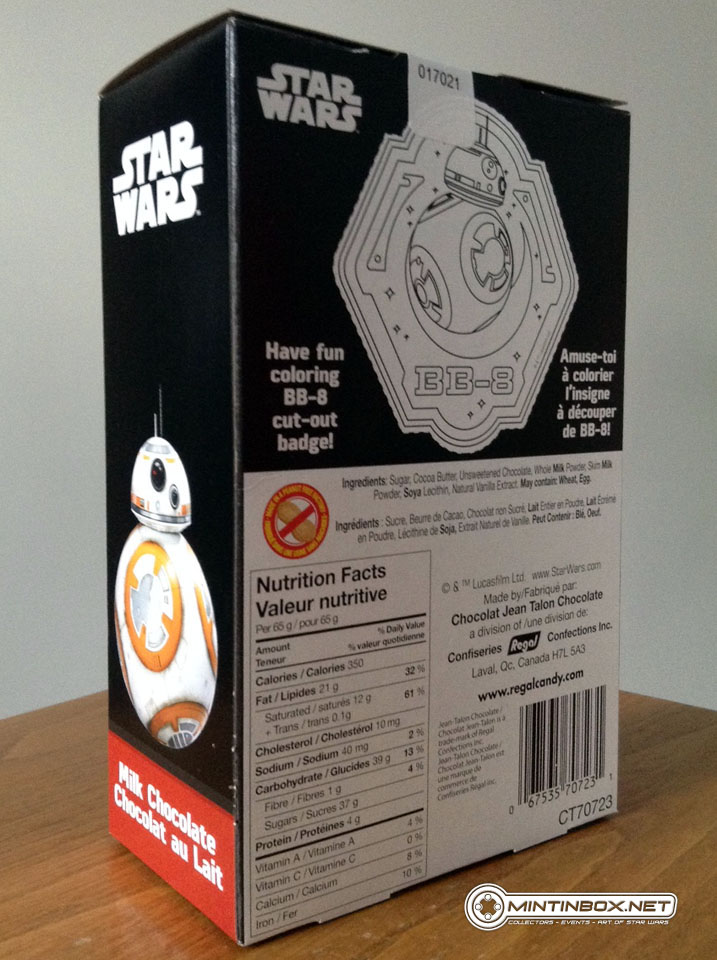 STAR
WARS
Milk Chocolate
Chocolat au Lait
017021
STAR
WARS
Have fun
coloring
BB-8
cut-out
badge!
BB-8
Amuse-toi
à colorier
l'insigne
à découper
de BB-8!
Ingredients: Sugar, Cocoa Butter, Unsweetened Chocolate, Whole Milk Powder, Skim Milk
Powder, Soya Lecithin, Natural Vanilla Extract. May contain: Wheat, Egg.
Ingrédients : Sucre, Beurre de Cacao, Chocolat non Sucré, Lait Entier en Poudre, Lait Écrémé
en Poudre, Lécithine de Soja, Extrait Naturel de Vanille. Peut Contenir : Blé, Oeuf.
Nutrition Facts
Valeur nutritive
Per 65 g / pour 65 g
Amount % Daily Value
Teneur % valeur quotidienne
Calories / Calories 350
Fat / Lipides 21 g 32 %
Saturated / saturés 12 g 61 %
+ Trans / trans 0.1g
Cholesterol / Cholestérol 10 mg
Sodium / Sodium 40 mg 2 %
Carbohydrate / Glucides 39 g 13 %
Fibre / Fibres 1 g 4 %
Sugars / Sucres 37 g
Protein / Protéines 4 g
Vitamin A / Vitamine A 4 %
Vitamin C / Vitamine C 0 %
Calcium / Calcium 8 %
Iron / Fer 10 %
© & ™ Lucasfilm Ltd. www.StarWars.com
Made by/Fabriqué par:
Chocolat Jean Talon Chocolate
a division of /une division de:
Confiseries Regal Confections Inc.
Laval, Qc, Canada H7L 5A3
www.regalcandy.com
Jean-Talon Chocolate /
Chocolat Jean-Talon is a
trade-mark of Regal
Confections Inc.
Jean-Talon Chocolate /
Chocolat Jean-Talon est
une marque de
commerce de
Confiseries Regal Inc.
0 67535 70723 1
CT70723
MINTINBOX.NET
COLLECTORS - EVENTS - ART OF STAR WARS